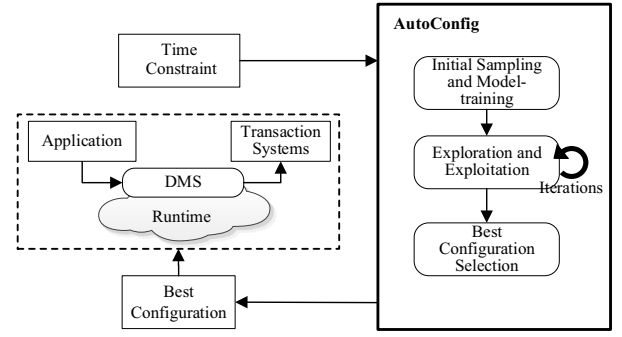 AutoConfig
Time
Constraint
Initial Sampling
and Model-
training
Application
Transaction
Systems
DMS
Runtime
Exploration and
Exploitation
Iterations
Best
Configuration
Selection
Best
Configuration